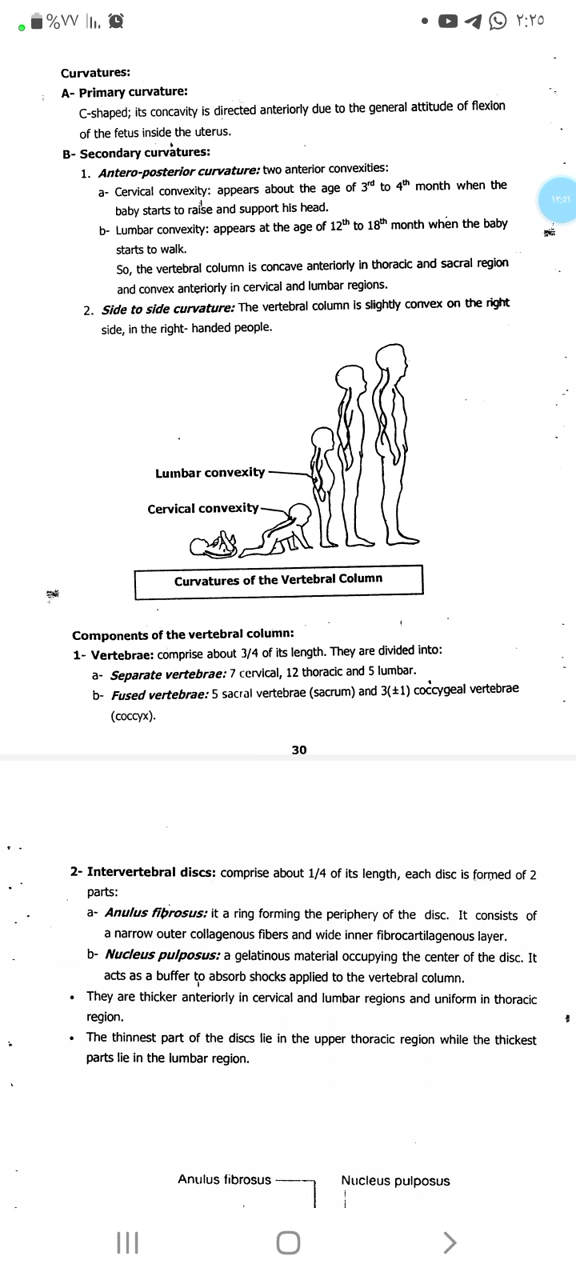 %٧٧ ٢:٢٥
Curvatures:
A- Primary curvature:
C-shaped; its concavity is directed anteriorly due to the general attitude of flexion
of the fetus inside the uterus.
B- Secondary curvatures:
1. Antero-posterior curvature: two anterior convexities:
a- Cervical convexity: appears about the age of 3rd to 4th month when the
baby starts to raise and support his head.
١٢:٥١
b- Lumbar convexity: appears at the age of 12th to 18th month when the baby
starts to walk.
So, the vertebral column is concave anteriorly in thoracic and sacral region
and convex anteriorly in cervical and lumbar regions.
2. Side to side curvature: The vertebral column is slightly convex on the right
side, in the right- handed people.
Lumbar convexity
Cervical convexity
Curvatures of the Vertebral Column
Components of the vertebral column:
1- Vertebrae: comprise about 3/4 of its length. They are divided into:
a- Separate vertebrae: 7 cervical, 12 thoracic and 5 lumbar.
b- Fused vertebrae: 5 sacral vertebrae (sacrum) and 3(±1) coccygeal vertebrae
(coccyx).
30
2- Intervertebral discs: comprise about 1/4 of its length, each disc is formed of 2
parts:
a- Anulus fibrosus: it a ring forming the periphery of the disc. It consists of
a narrow outer collagenous fibers and wide inner fibrocartilagenous layer.
b- Nucleus pulposus: a gelatinous material occupying the center of the disc. It
acts as a buffer to absorb shocks applied to the vertebral column.
• They are thicker anteriorly in cervical and lumbar regions and uniform in thoracic
region.
• The thinnest part of the discs lie in the upper thoracic region while the thickest
parts lie in the lumbar region.
Anulus fibrosus Nucleus pulposus